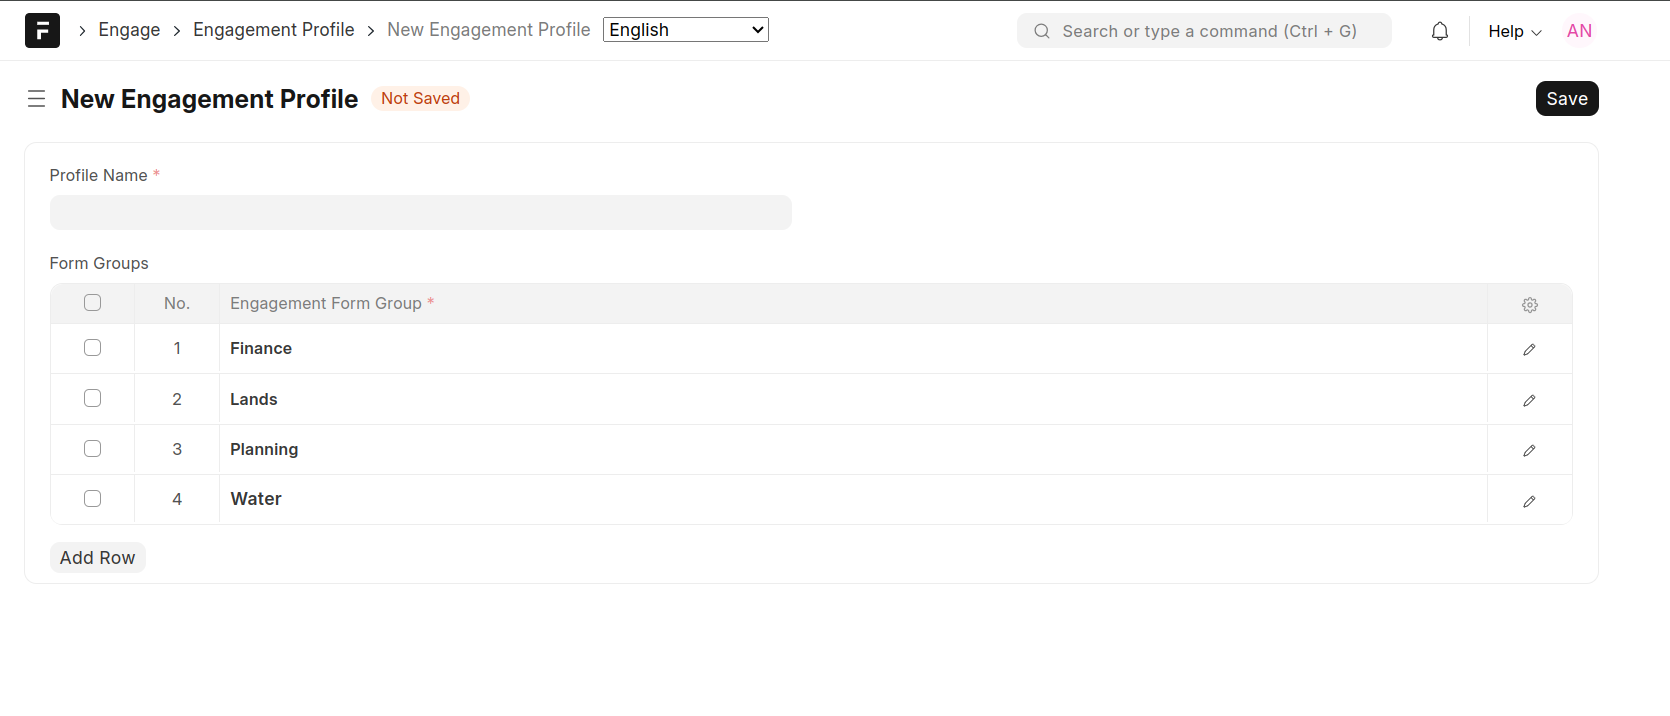 Engage Engagement Profile New Engagement Profile English Search or type a command (Ctrl + G) Help AN
New Engagement Profile Not Saved Save
Profile Name *
Form Groups
No. Engagement Form Group *
1 Finance
2 Lands
3 Planning
4 Water
Add Row